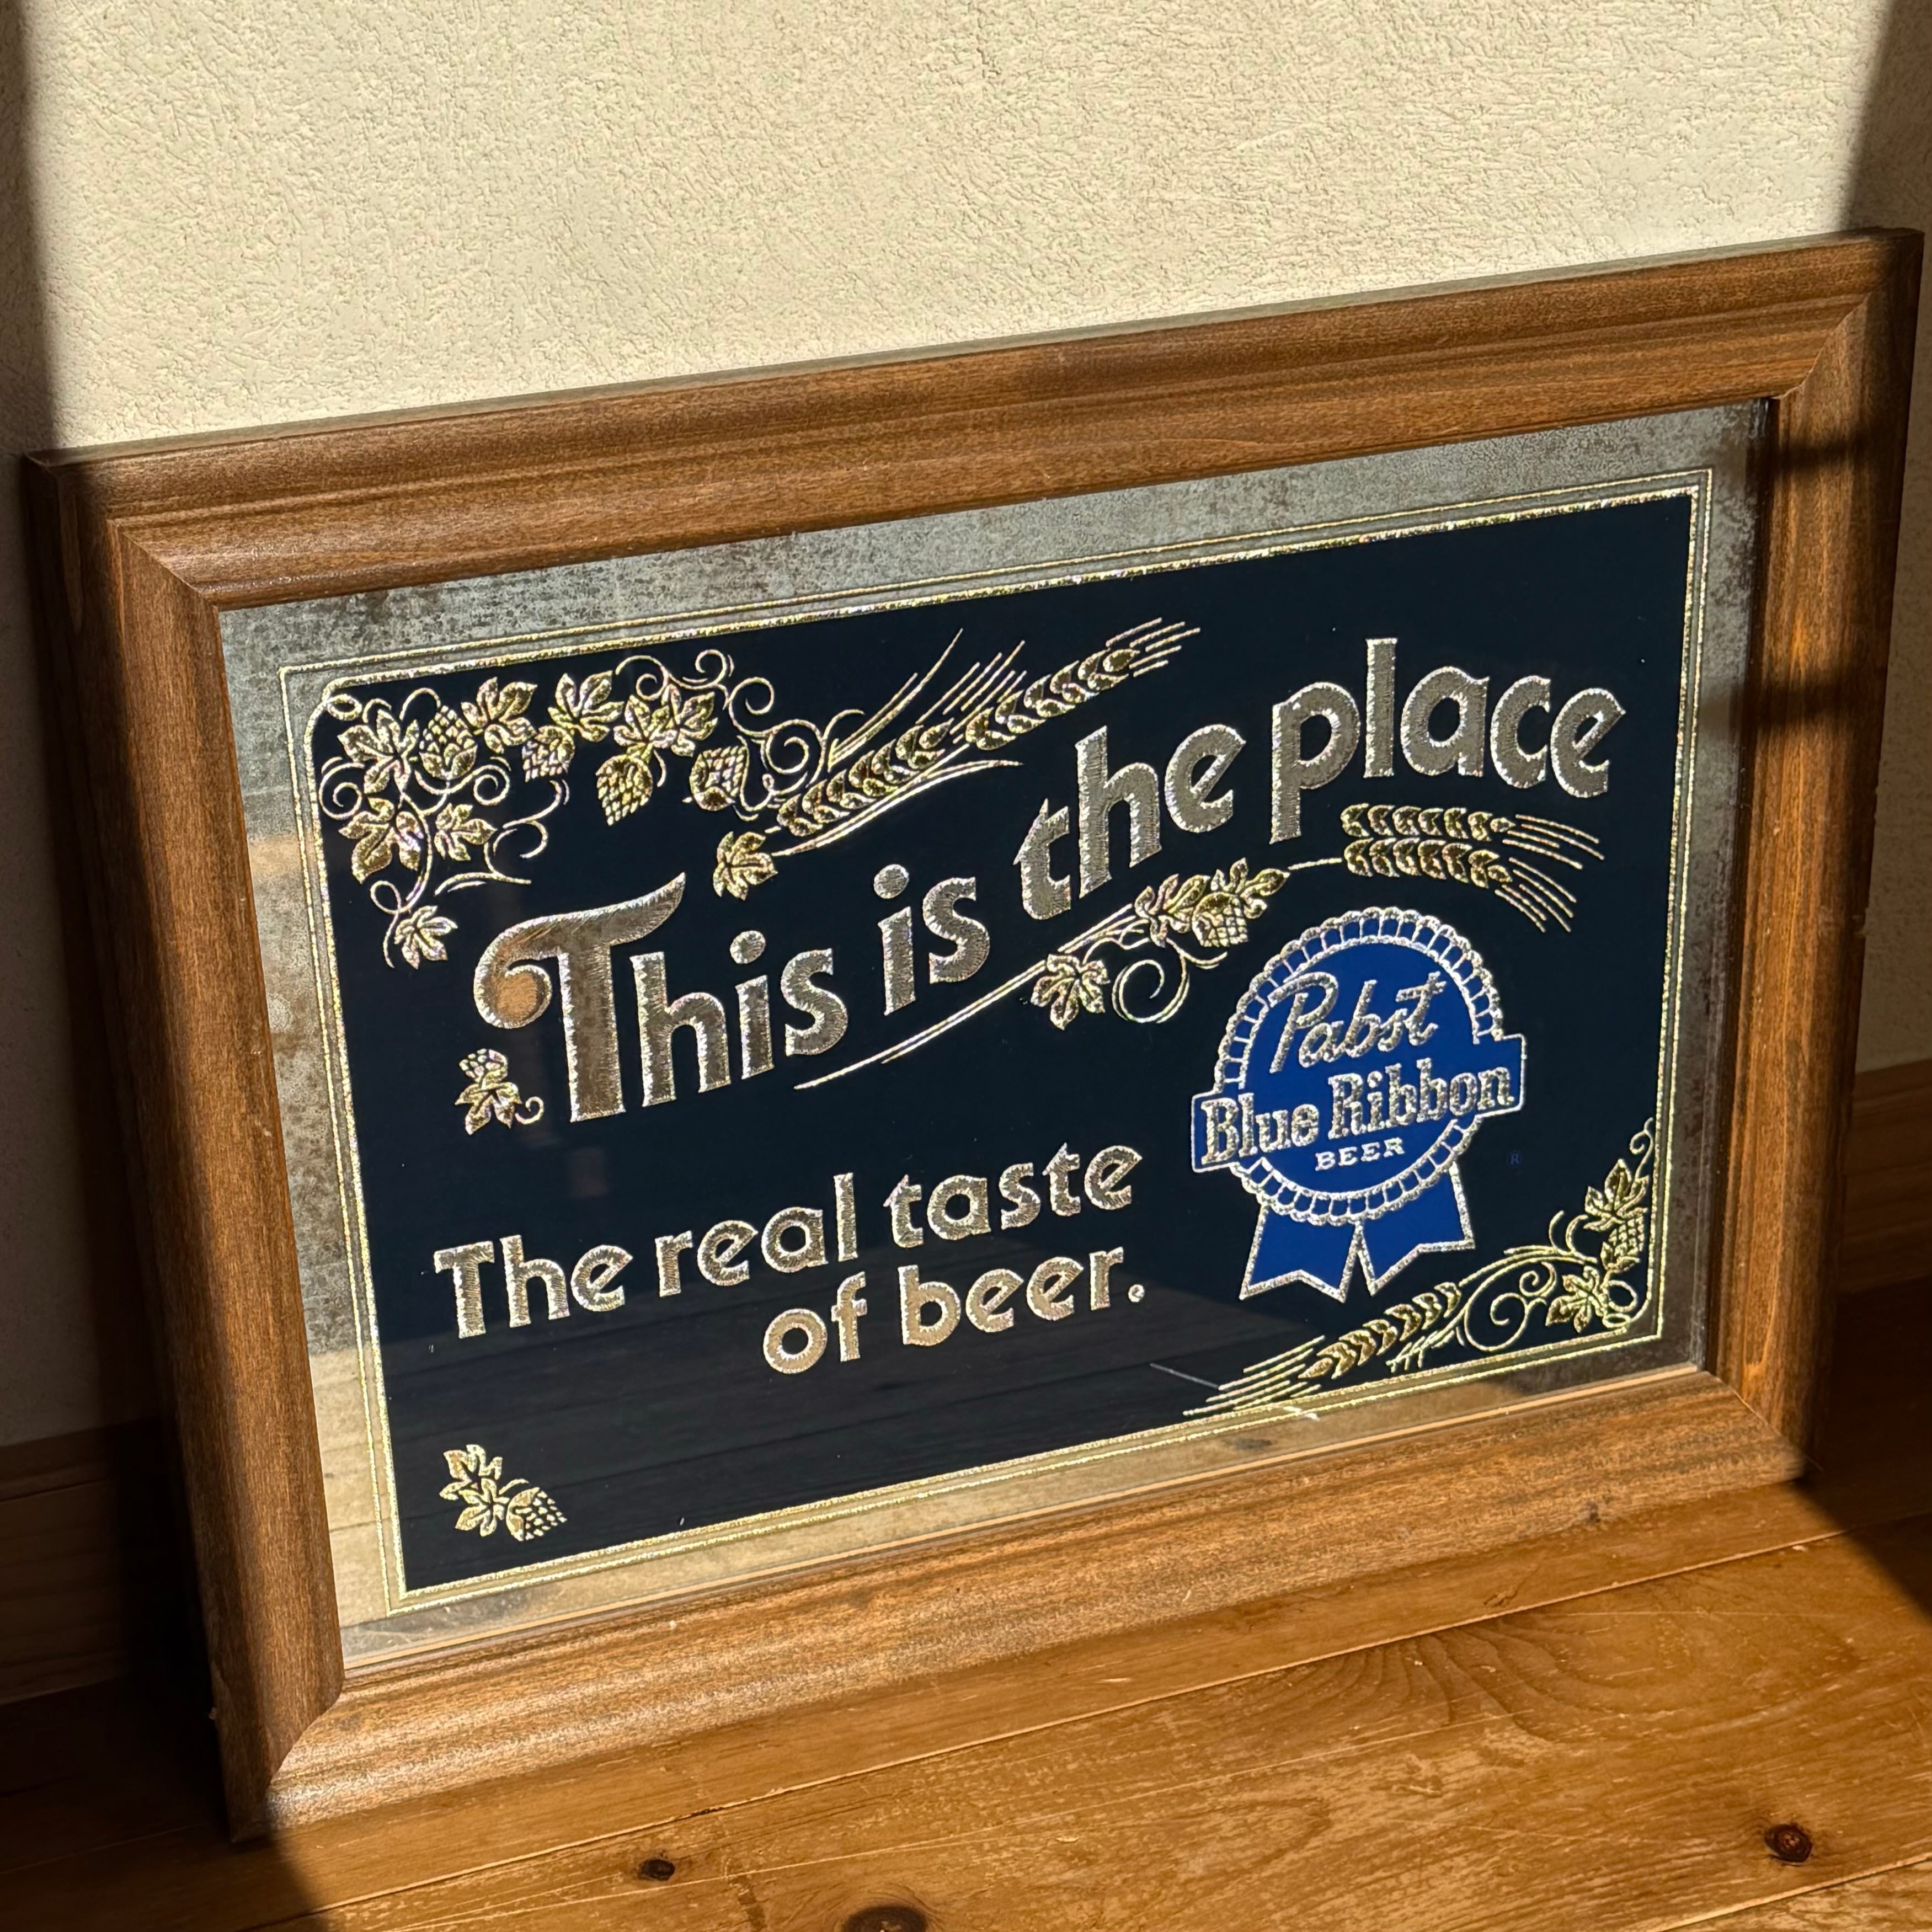 This is the place
Pabst
Blue Ribbon
BEER
®
The real taste
of beer.